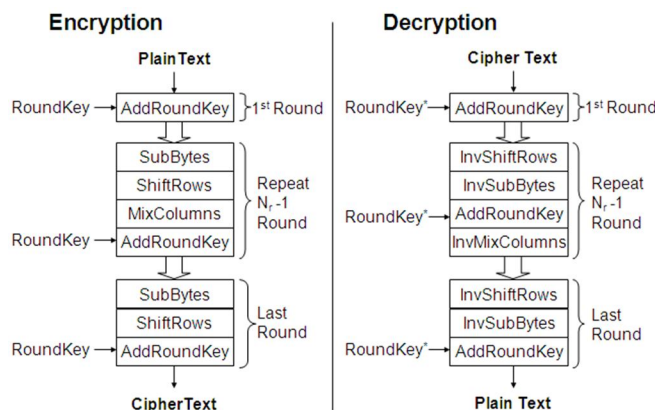 Encryption
PlainText
RoundKey
AddRoundKey
1st Round
SubBytes
ShiftRows
MixColumns
RoundKey
AddRoundKey
Repeat
Nr -1
Round
SubBytes
ShiftRows
RoundKey
AddRoundKey
Last
Round
CipherText
Decryption
Cipher Text
RoundKey*
AddRoundKey
1st Round
InvShiftRows
InvSubBytes
RoundKey*
AddRoundKey
InvMixColumns
Repeat
Nr -1
Round
InvShiftRows
InvSubBytes
RoundKey*
AddRoundKey
Last
Round
Plain Text